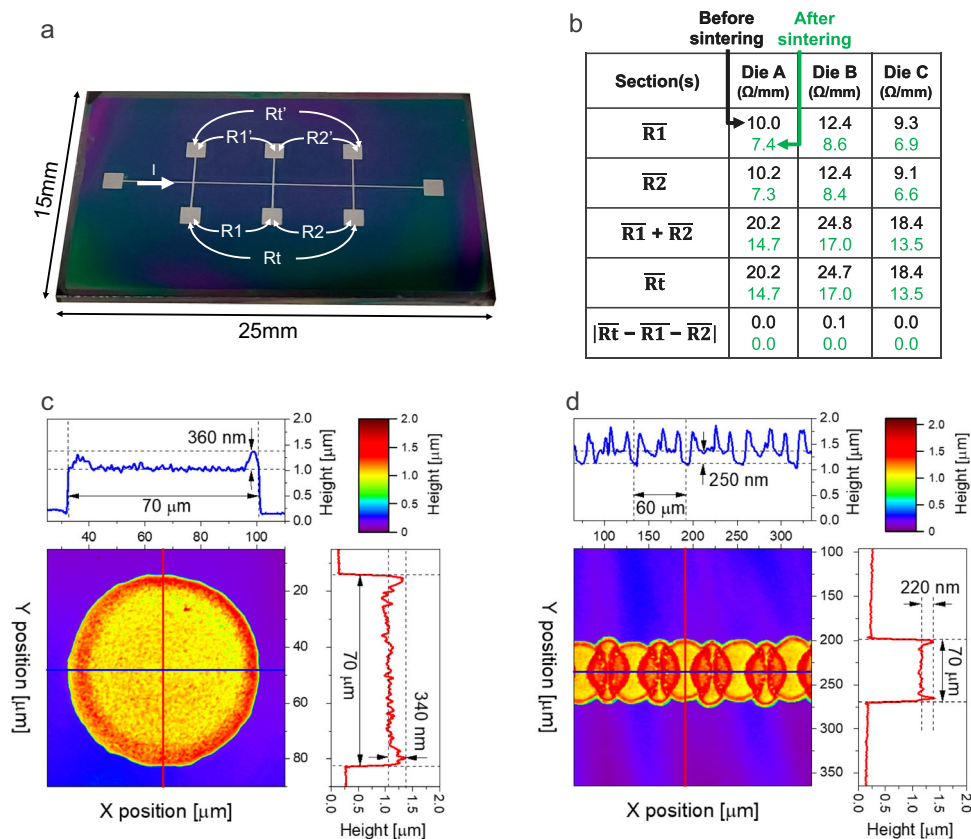 a
Rt'
R1'
R2'
I
R1
R2
Rt
15mm
25mm
b
Before sintering
After sintering
Section(s)
Die A (Ω/mm)
Die B (Ω/mm)
Die C (Ω/mm)
R̅1̅
10.0 12.4 9.3
7.4 8.6 6.9
R̅2̅
10.2 12.4 9.1
7.3 8.4 6.6
R̅1̅ + R̅2̅
20.2 24.8 18.4
14.7 17.0 13.5
R̅t̅
20.2 24.7 18.4
14.7 17.0 13.5
|R̅t̅ − R̅1̅ − R̅2̅|
0.0 0.1 0.0
0.0 0.0 0.0
c
360 nm
70 µm
2.0
1.5
1.0
0.5
0.0
Height [µm]
2.0
1.5
1.0
0.5
0
Height [µm]
40 60 80 100
20
40
60
80
Y position [µm]
X position [µm]
70 µm
340 nm
0.0 0.5 1.0 1.5 2.0
Height [µm]
d
250 nm
60 µm
2.0
1.5
1.0
0.5
0.0
Height [µm]
2.0
1.5
1.0
0.5
0
Height [µm]
100 150 200 250 300
100
150
200
250
300
350
Y position [µm]
X position [µm]
220 nm
70 µm
0.0 0.5 1.0 1.5 2.0
Height [µm]